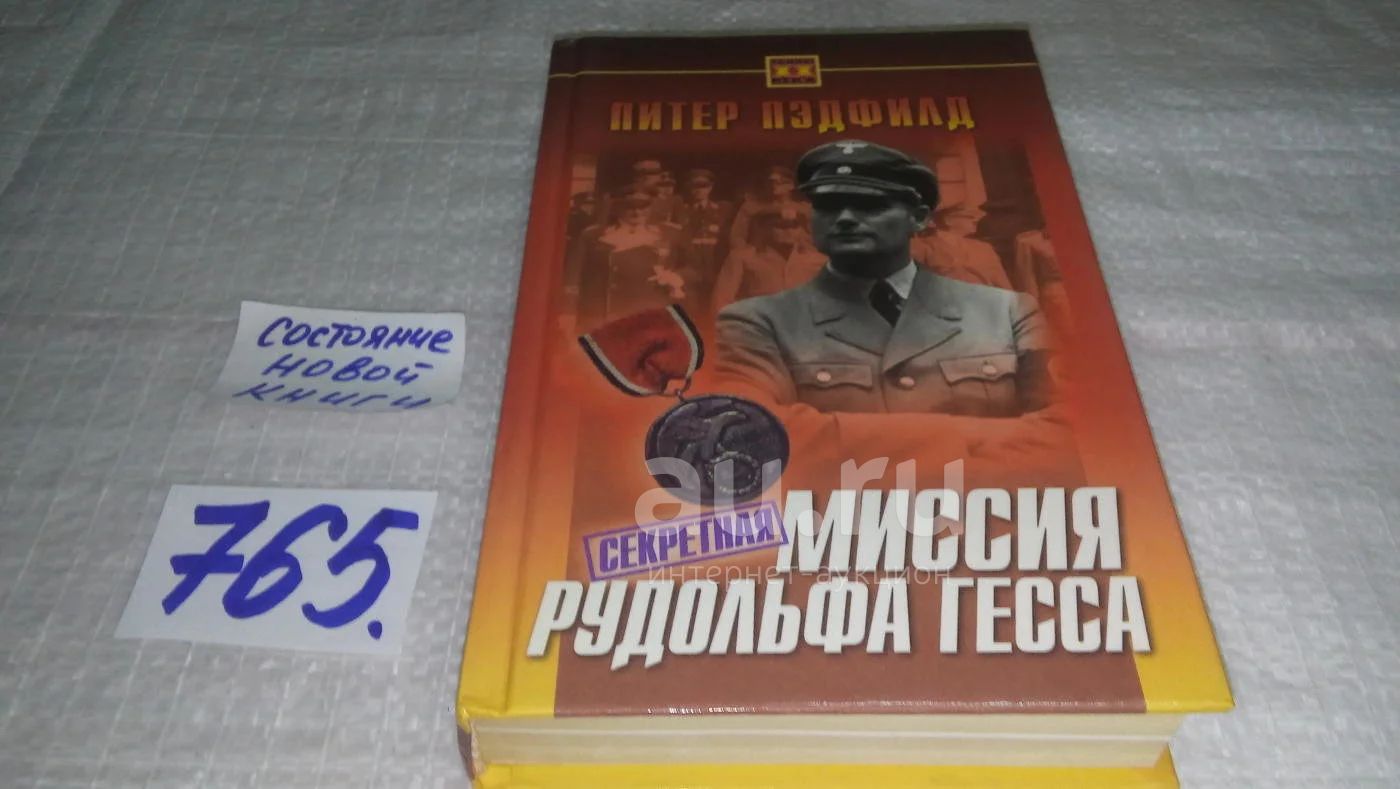 ПИТЕР ПЭДФИЛД
СЕКРЕТНАЯ
МИССИЯ
РУДОЛЬФА ГЕССА
состояние
новой
книги
765.
au.ru
интернет-аукцион